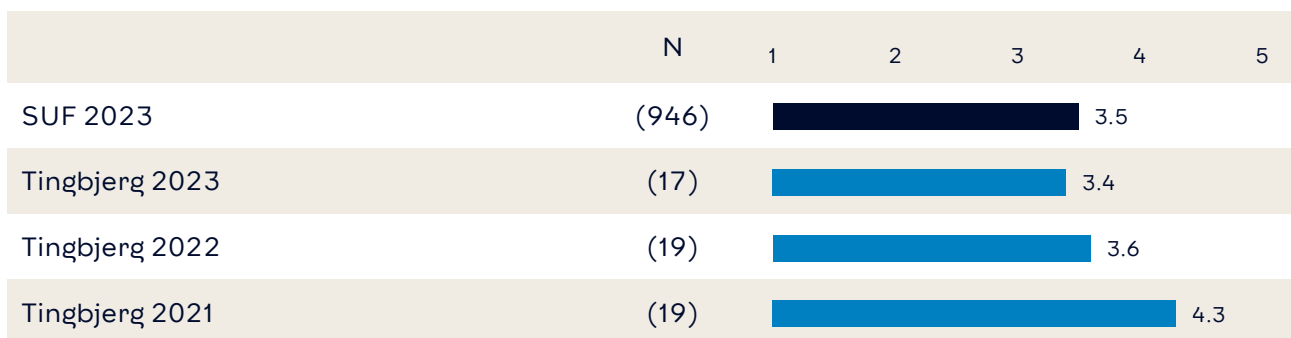 N 1 2 3 4 5
SUF 2023 (946) 3.5
Tingbjerg 2023 (17) 3.4
Tingbjerg 2022 (19) 3.6
Tingbjerg 2021 (19) 4.3